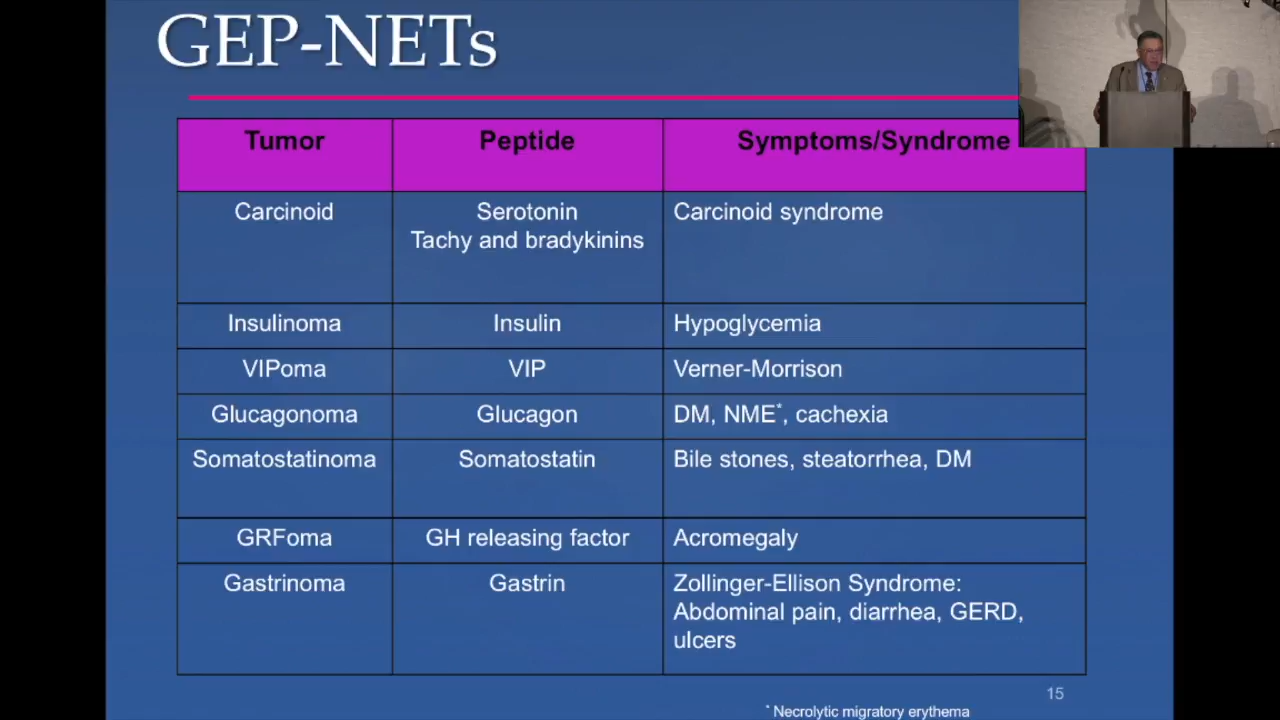 GEP-NETs
Tumor Peptide Symptoms/Syndrome
Carcinoid Serotonin Carcinoid syndrome
Tachy and bradykinins
Insulinoma Insulin Hypoglycemia
VIPoma VIP Verner-Morrison
Glucagonoma Glucagon DM, NME*, cachexia
Somatostatinoma Somatostatin Bile stones, steatorrhea, DM
GRFoma GH releasing factor Acromegaly
Gastrinoma Gastrin Zollinger-Ellison Syndrome:
Abdominal pain, diarrhea, GERD,
ulcers
15
* Necrolytic migratory erythema